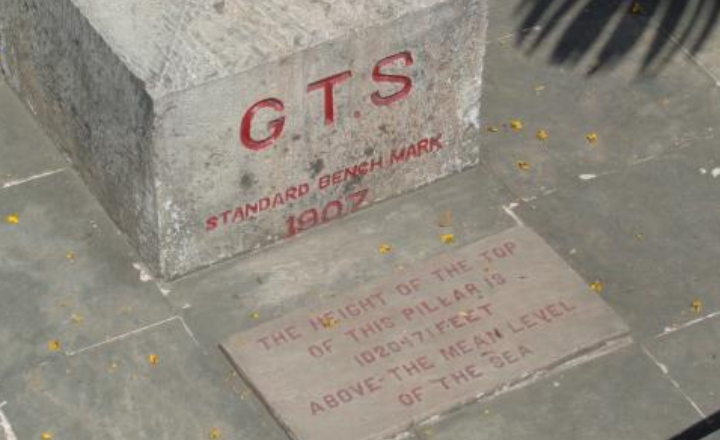 G T S
STANDARD BENCH MARK
1907
THE HEIGHT OF THE TOP
OF THIS PILLAR IS
1020·171 FEET
ABOVE THE MEAN LEVEL
OF THE SEA